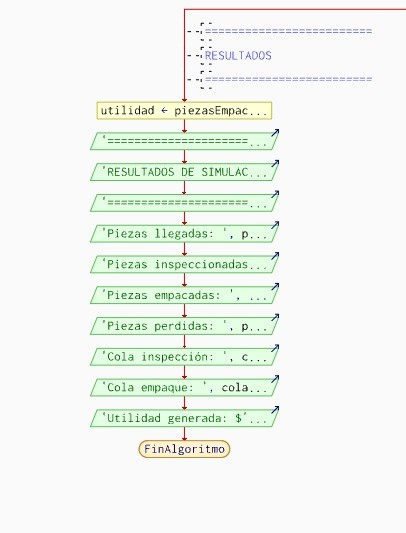 =========================
RESULTADOS
=========================
utilidad ← piezasEmpac...
'=====================...
'RESULTADOS DE SIMULAC...
'=====================...
'Piezas llegadas: ', p...
'Piezas inspeccionadas...
'Piezas empacadas: ', ...
'Piezas perdidas: ', p...
'Cola inspección: ', c...
'Cola empaque: ', cola...
'Utilidad generada: $'...
FinAlgoritmo